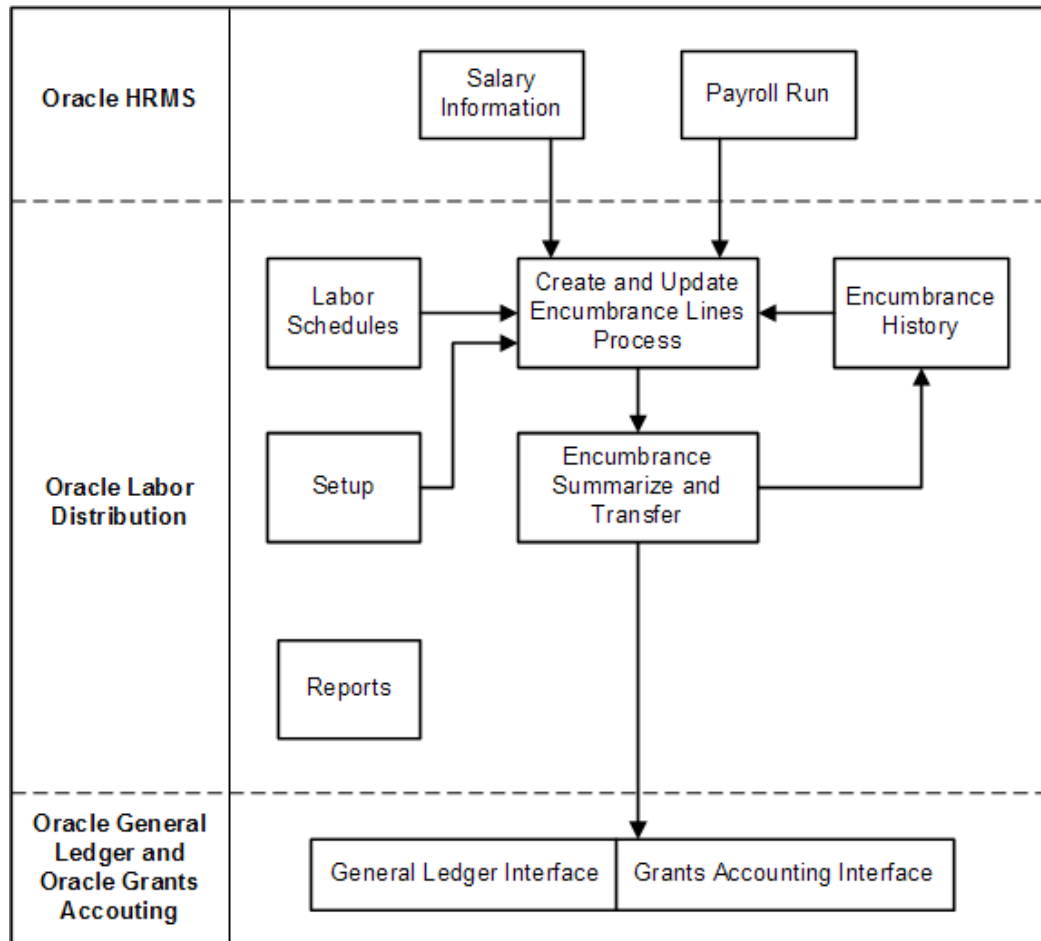 Oracle HRMS
Salary
Information
Payroll Run
Oracle Labor
Distribution
Labor
Schedules
Create and Update
Encumbrance Lines
Process
Encumbrance
History
Setup
Encumbrance
Summarize and
Transfer
Reports
Oracle General
Ledger and
Oracle Grants
Accouting
General Ledger Interface
Grants Accounting Interface